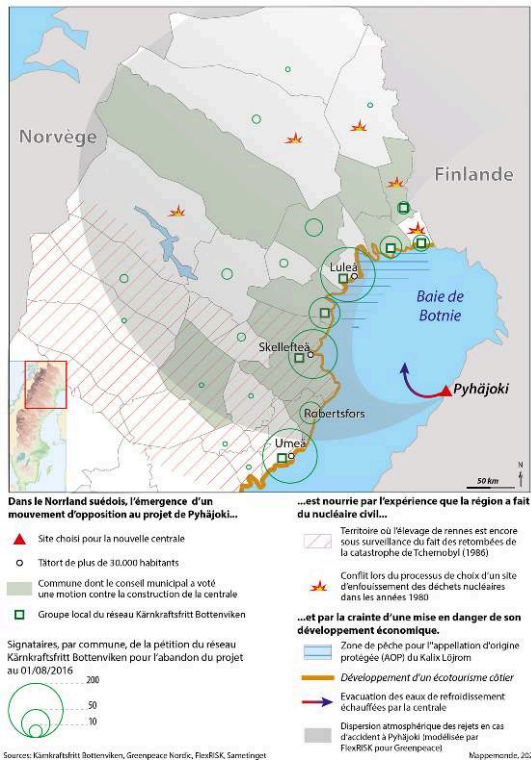 Norvège
Finlande
Luleå
Baie de
Botnie
Skellefteå
Pyhäjoki
Robertsfors
Umeå
N
50 km
Dans le Norrland suédois, l'émergence d'un
mouvement d'opposition au projet de Pyhäjoki...
Site choisi pour la nouvelle centrale
Tätort de plus de 30.000 habitants
Commune dont le conseil municipal a voté
une motion contre la construction de la centrale
Groupe local du réseau Kärnkraftsfritt Bottenviken
Signataires, par commune, de la pétition du réseau
Kärnkraftsfritt Bottenviken pour l'abandon du projet
au 01/08/2016
200
50
10
...est nourrie par l'expérience que la région a fait
du nucléaire civil...
Territoire où l'élevage de rennes est encore
sous surveillance du fait des retombées de
la catastrophe de Tchernobyl (1986)
Conflit lors du processus de choix d'un site
d'enfouissement des déchets nucléaires
dans les années 1980
...et par la crainte d'une mise en danger de son
développement économique.
Zone de pêche pour l'"appellation d'origine
protégée (AOP) du Kalix Löjrom
Développement d'un écotourisme côtier
Evacuation des eaux de refroidissement
échauffées par la centrale
Dispersion atmosphérique des rejets en cas
d'accident à Pyhäjoki (modélisée par
FlexRISK pour Greenpeace)
Sources: Kärnkraftsfritt Bottenviken, Greenpeace Nordic, FlexRISK, Sametinget
Mappemonde, 202